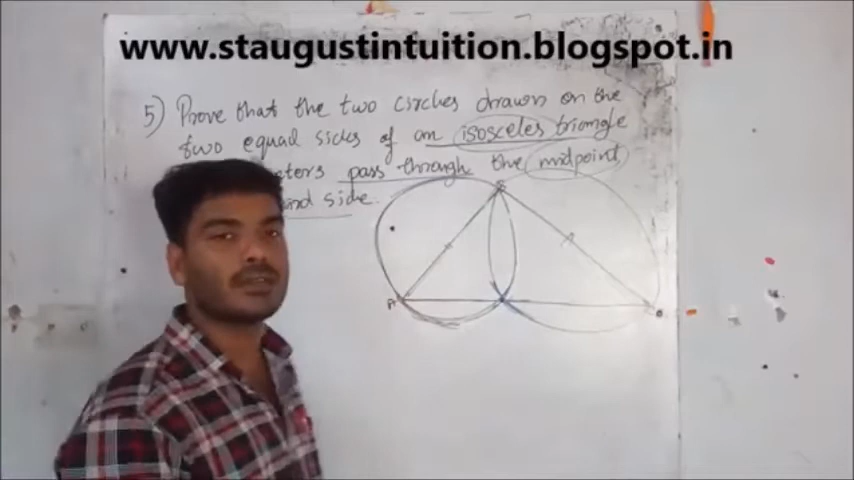 www.staugustintuition.blogspot.in
5) Prove that the two circles drawn on the
two equal sides of an isosceles triangle
eters pass through the midpoint
side.
A
B